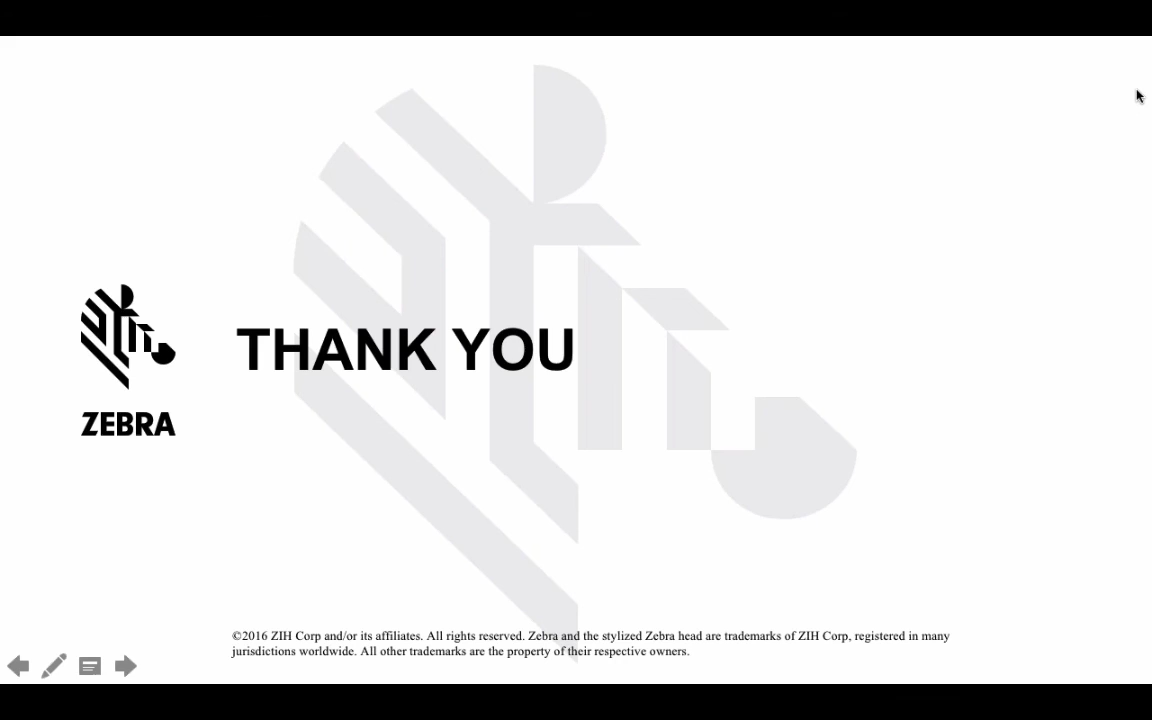 THANK YOU
ZEBRA
©2016 ZIH Corp and/or its affiliates. All rights reserved. Zebra and the stylized Zebra head are trademarks of ZIH Corp, registered in many
jurisdictions worldwide. All other trademarks are the property of their respective owners.